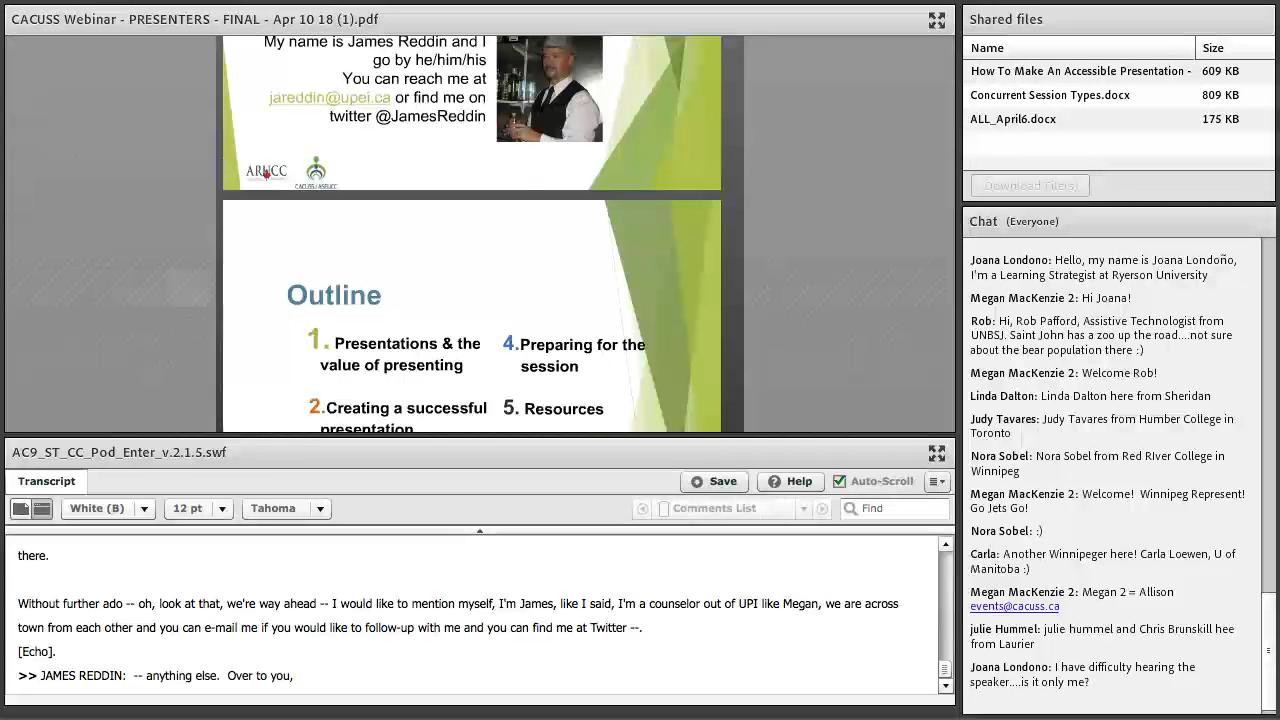 CACUSS Webinar - PRESENTERS - FINAL - Apr 10 18 (1).pdf
My name is James Reddin and I
go by he/him/his
You can reach me at
jareddin@upei.ca or find me on
twitter @JamesReddin
ARUCC
CACUSS / ASEUCC
Outline
1. Presentations & the
value of presenting
2.Creating a successful
presentation
4.Preparing for the
session
5. Resources
AC9_ST_CC_Pod_Enter_v.2.1.5.swf
Transcript
Save
Help
Auto-Scroll
White (B)
12 pt
Tahoma
Comments List
Find
there.
Without further ado -- oh, look at that, we're way ahead -- I would like to mention myself, I'm James, like I said, I'm a counselor out of UPI like Megan, we are across
town from each other and you can e-mail me if you would like to follow-up with me and you can find me at Twitter --.
[Echo].
>> JAMES REDDIN:  -- anything else.  Over to you,
Shared files
Name Size
How To Make An Accessible Presentation - 609 KB
Concurrent Session Types.docx 809 KB
ALL_April6.docx 175 KB
Download File(s)
Chat (Everyone)
Joana Londono: Hello, my name is Joana Londoño,
I'm a Learning Strategist at Ryerson University
Megan MacKenzie 2: Hi Joana!
Rob: Hi, Rob Pafford, Assistive Technologist from
UNBSJ. Saint John has a zoo up the road....not sure
about the bear population there :)
Megan MacKenzie 2: Welcome Rob!
Linda Dalton: Linda Dalton here from Sheridan
Judy Tavares: Judy Tavares from Humber College in
Toronto
Nora Sobel: Nora Sobel from Red RIver College in
Winnipeg
Megan MacKenzie 2: Welcome!  Winnipeg Represent!
Go Jets Go!
Nora Sobel: :)
Carla: Another Winnipeger here! Carla Loewen, U of
Manitoba :)
Megan MacKenzie 2: Megan 2 = Allison
events@cacuss.ca
julie Hummel: julie hummel and Chris Brunskill hee
from Laurier
Joana Londono: I have difficulty hearing the
speaker....is it only me?